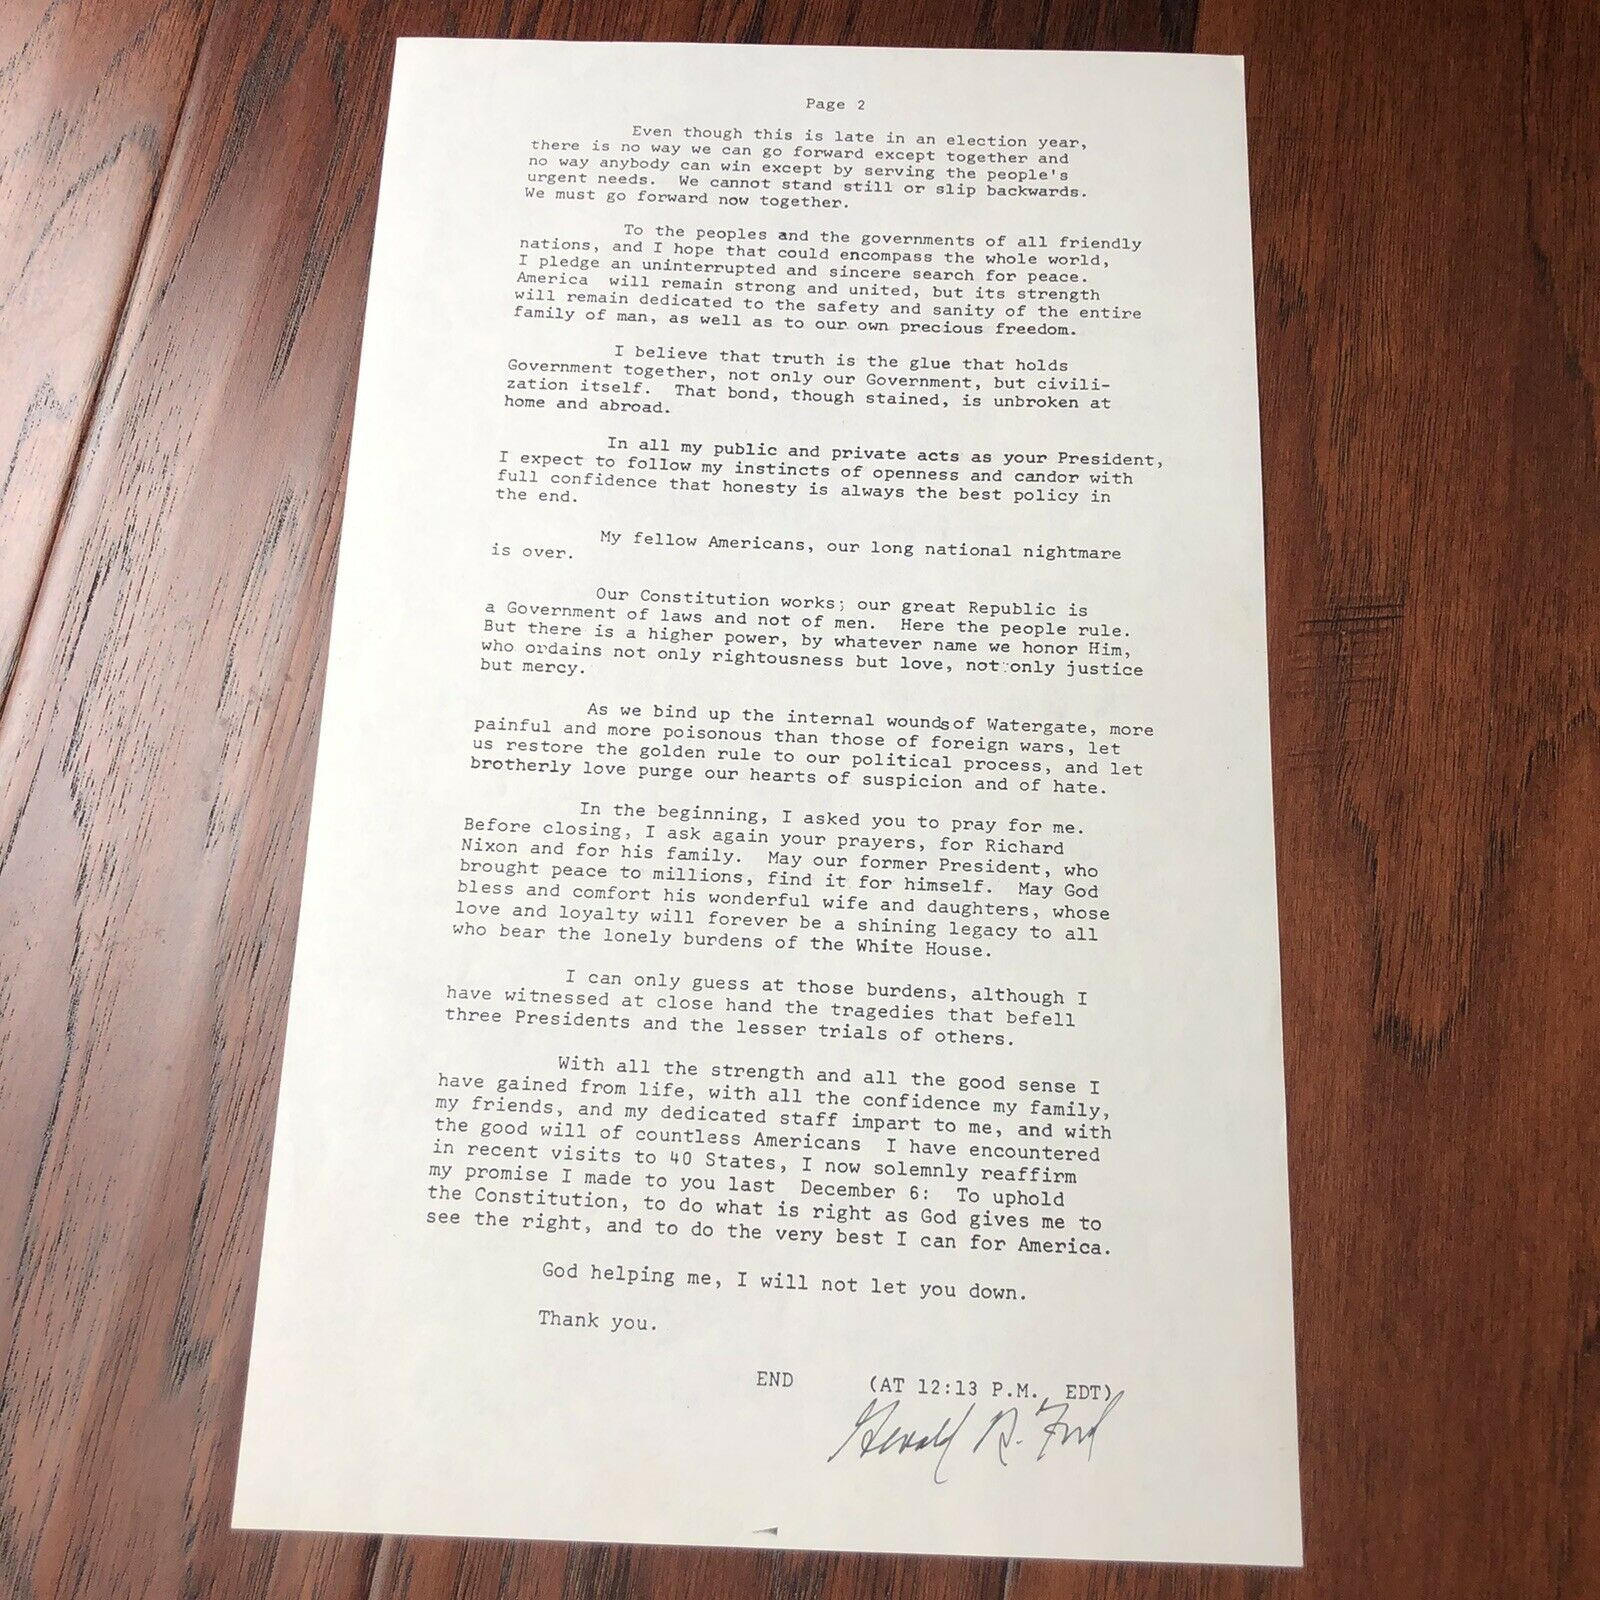 Page 2
Even though this is late in an election year,
there is no way we can go forward except together and
no way anybody can win except by serving the people's
urgent needs. We cannot stand still or slip backwards.
We must go forward now together.
To the peoples and the governments of all friendly
nations, and I hope that could encompass the whole world,
I pledge an uninterrupted and sincere search for peace.
America will remain strong and united, but its strength
will remain dedicated to the safety and sanity of the entire
family of man, as well as to our own precious freedom.
I believe that truth is the glue that holds
Government together, not only our Government, but civili-
zation itself. That bond, though stained, is unbroken at
home and abroad.
In all my public and private acts as your President,
I expect to follow my instincts of openness and candor with
full confidence that honesty is always the best policy in
the end.
My fellow Americans, our long national nightmare
is over.
Our Constitution works; our great Republic is
a Government of laws and not of men. Here the people rule.
But there is a higher power, by whatever name we honor Him,
who ordains not only rightousness but love, not only justice
but mercy.
As we bind up the internal wounds of Watergate, more
painful and more poisonous than those of foreign wars, let
us restore the golden rule to our political process, and let
brotherly love purge our hearts of suspicion and of hate.
In the beginning, I asked you to pray for me.
Before closing, I ask again your prayers, for Richard
Nixon and for his family. May our former President, who
brought peace to millions, find it for himself. May God
bless and comfort his wonderful wife and daughters, whose
love and loyalty will forever be a shining legacy to all
who bear the lonely burdens of the White House.
I can only guess at those burdens, although I
have witnessed at close hand the tragedies that befell
three Presidents and the lesser trials of others.
With all the strength and all the good sense I
have gained from life, with all the confidence my family,
my friends, and my dedicated staff impart to me, and with
the good will of countless Americans I have encountered
in recent visits to 40 States, I now solemnly reaffirm
my promise I made to you last December 6: To uphold
the Constitution, to do what is right as God gives me to
see the right, and to do the very best I can for America.
God helping me, I will not let you down.
Thank you.
END (AT 12:13 P.M. EDT)
Gerald R. Ford